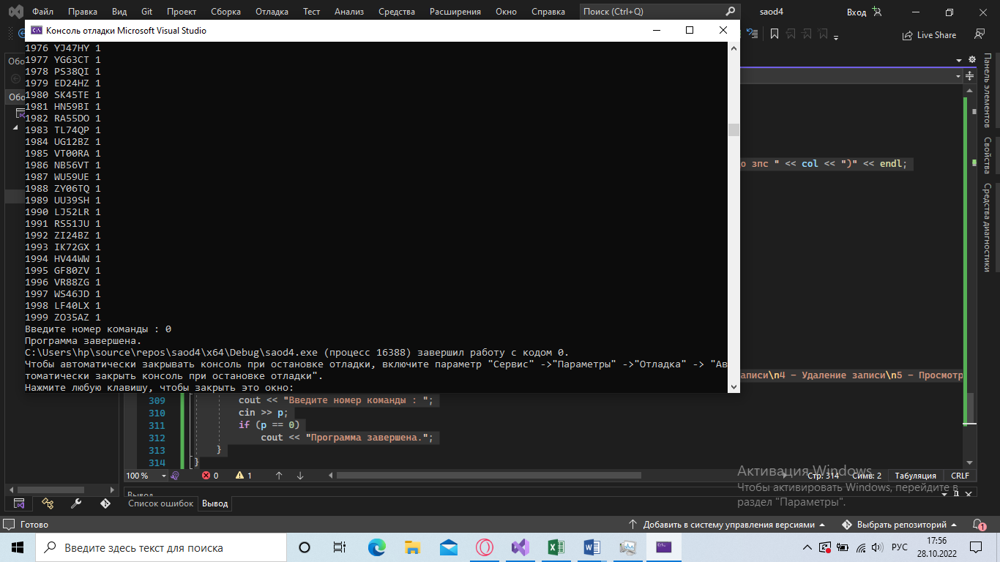 Файл Правка Вид Git Проект Сборка Отладка Тест Анализ Средства Расширения Окно Справка Поиск (Ctrl+Q) saod4 Вход
Консоль отладки Microsoft Visual Studio
Live Share
1976 YJ47HY 1
1977 YG63CT 1
1978 PS38QI 1
1979 ED24HZ 1
1980 SK45TE 1
1981 HN59BI 1
1982 RA55DO 1
1983 TL74QP 1
1984 UG12BZ 1
1985 VT00RA 1
1986 NB56VT 1
1987 WU59UE 1
1988 ZY06TQ 1
1989 UU39SH 1
1990 LJ52LR 1
1991 RS51JU 1
1992 ZI24BZ 1
1993 IK72GX 1
1994 HV44WW 1
1995 GF80ZV 1
1996 VR88ZG 1
1997 WS46JD 1
1998 LF40LX 1
1999 ZO35AZ 1
Введите номер команды : 0
Программа завершена.
C:\Users\hp\source\repos\saod4\x64\Debug\saod4.exe (процесс 16388) завершил работу с кодом 0.
Чтобы автоматически закрывать консоль при остановке отладки, включите параметр "Сервис" ->"Параметры" ->"Отладка" -> "Ав
томатически закрыть консоль при остановке отладки".
Нажмите любую клавишу, чтобы закрыть это окно:
Обо
Обо
о зпс " << col << ")" << endl;
аписи\n4 - Удаление записи\n5 - Просмотр
Панель элементов
Свойства
Средства диагностики
309 cout << "Введите номер команды : ";
310 cin >> p;
311 if (p == 0)
312 cout << "Программа завершена.";
313 }
314 }
100 % 0 1 Стр: 314 Симв: 2 Табуляция CRLF
Вывод
Активация Windows
Чтобы активировать Windows, перейдите в
раздел "Параметры".
Список ошибок Вывод
Готово Добавить в систему управления версиями Выбрать репозиторий 1
Введите здесь текст для поиска РУС 17:56
28.10.2022